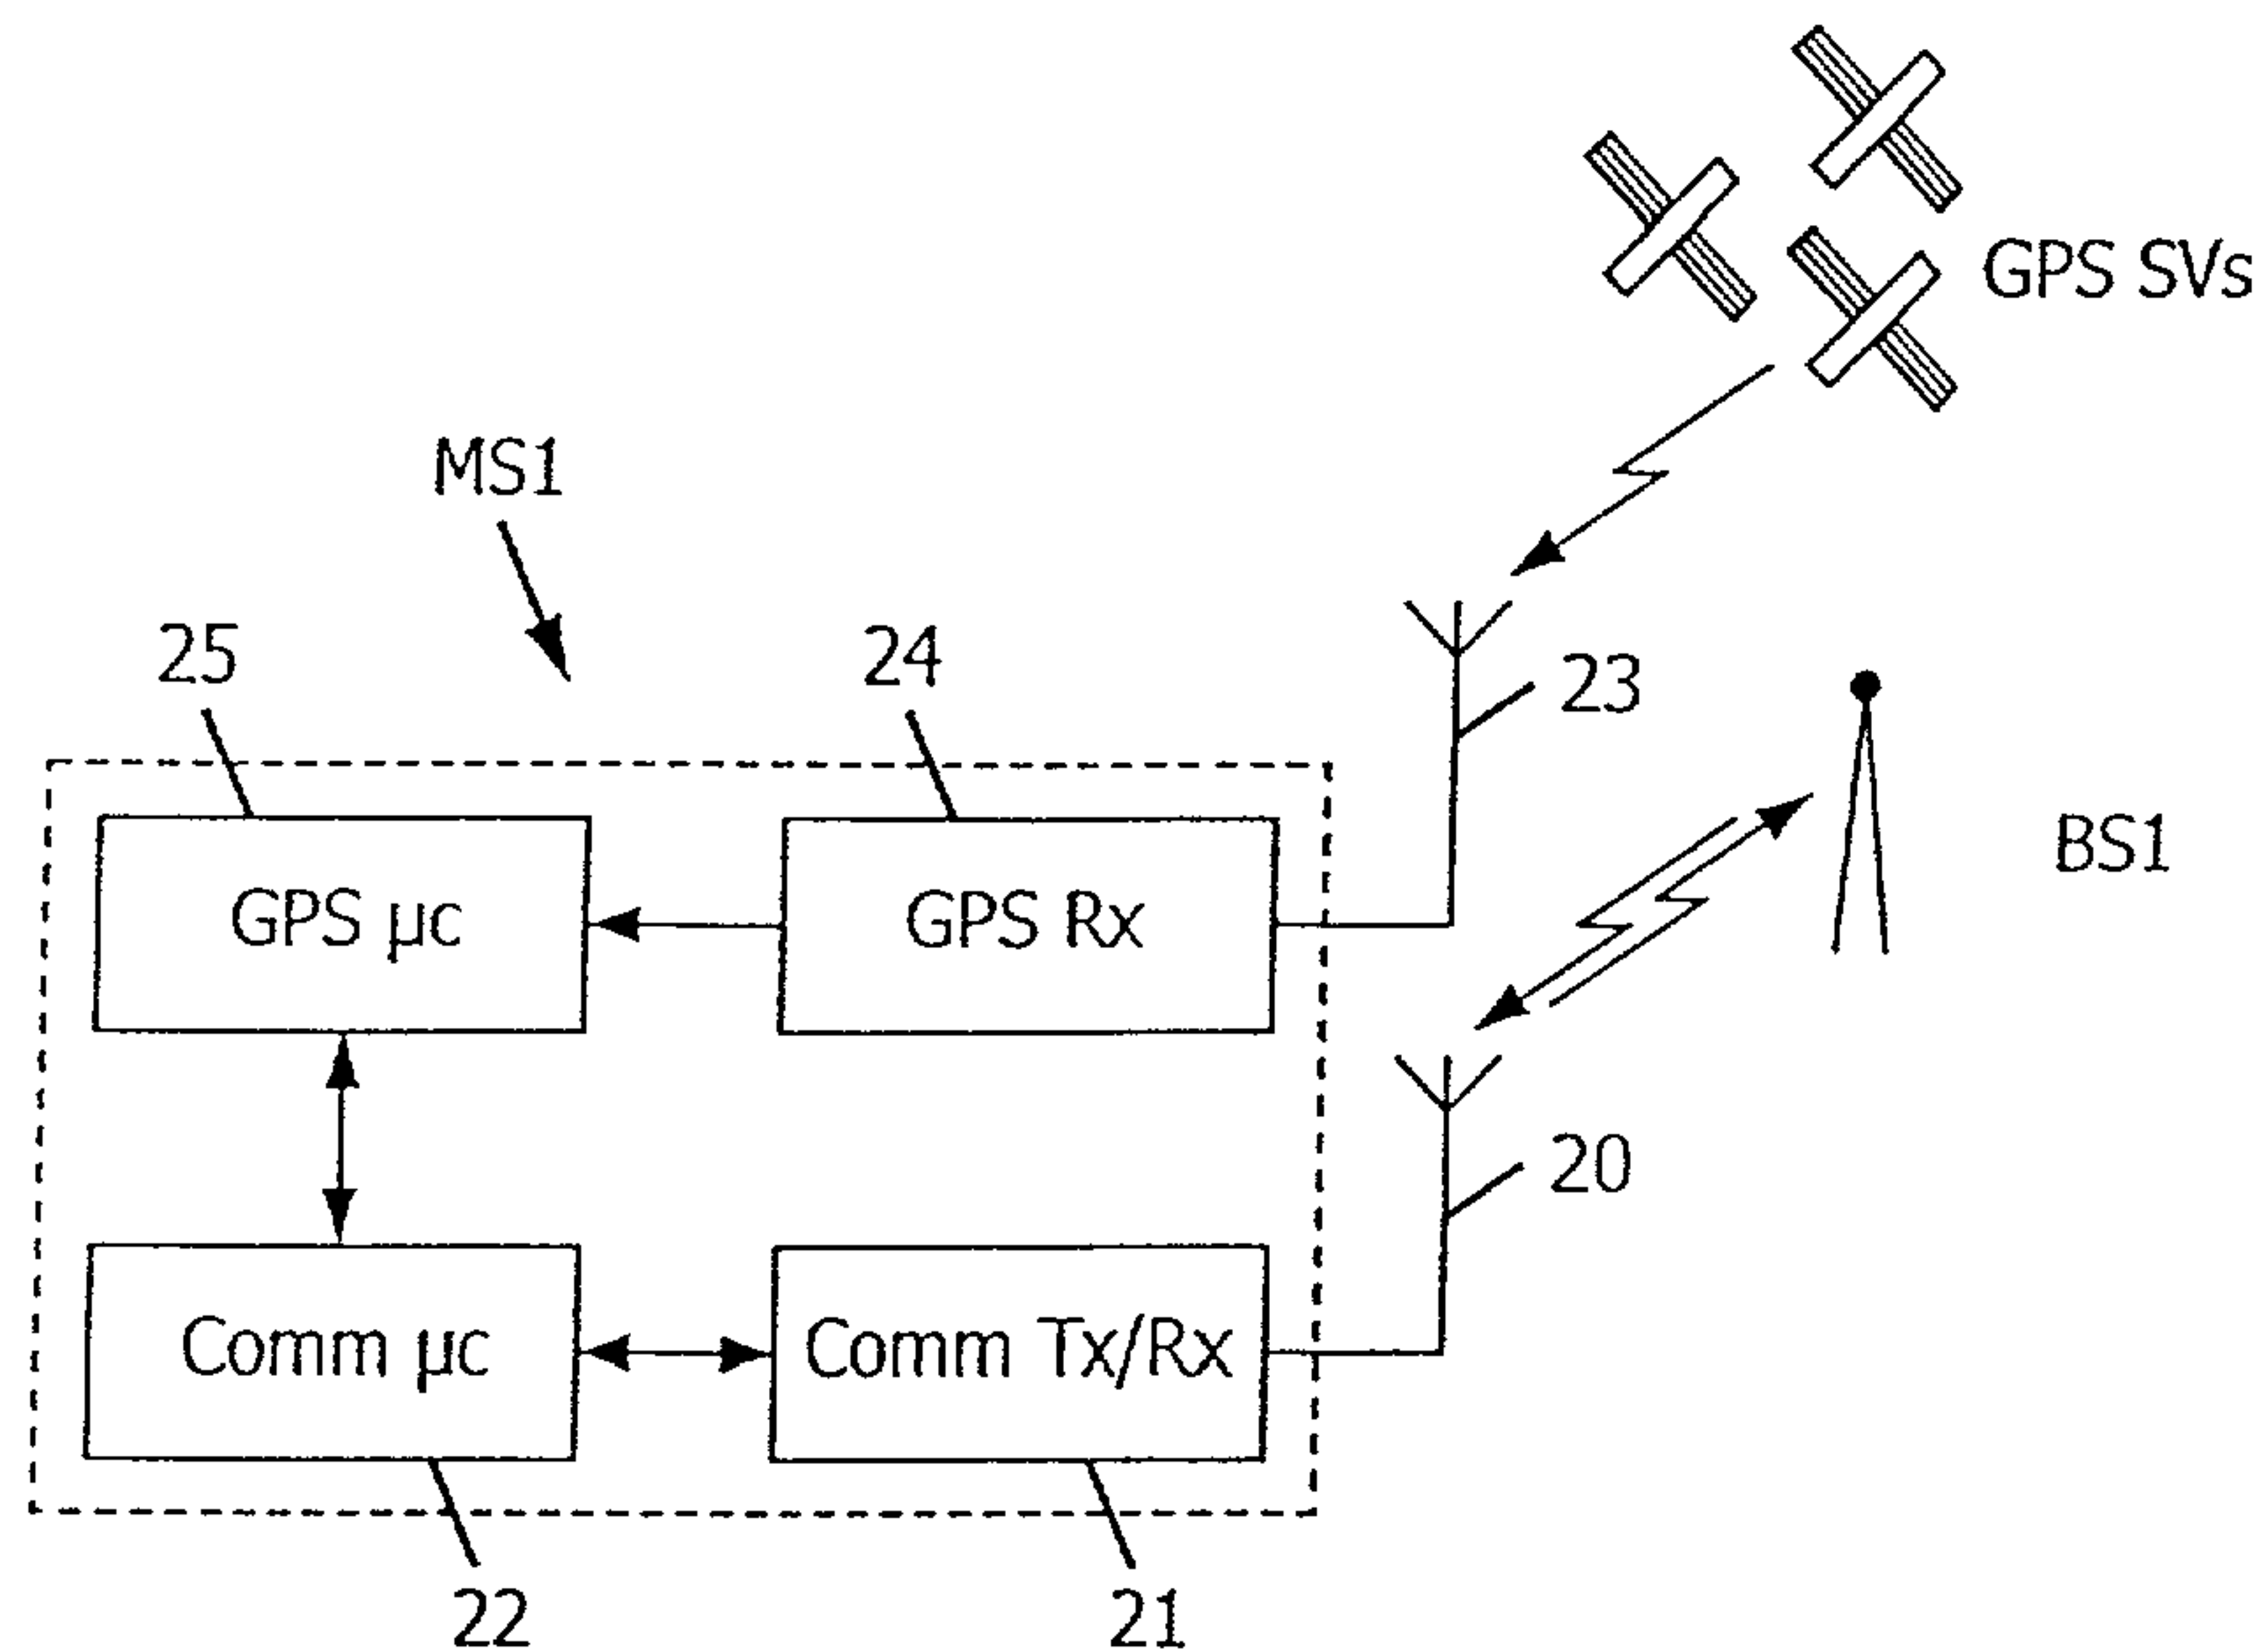 GPS SVs
MS1
25
24
23
GPS µc
GPS Rx
BS1
20
Comm µc
Comm Tx/Rx
22
21